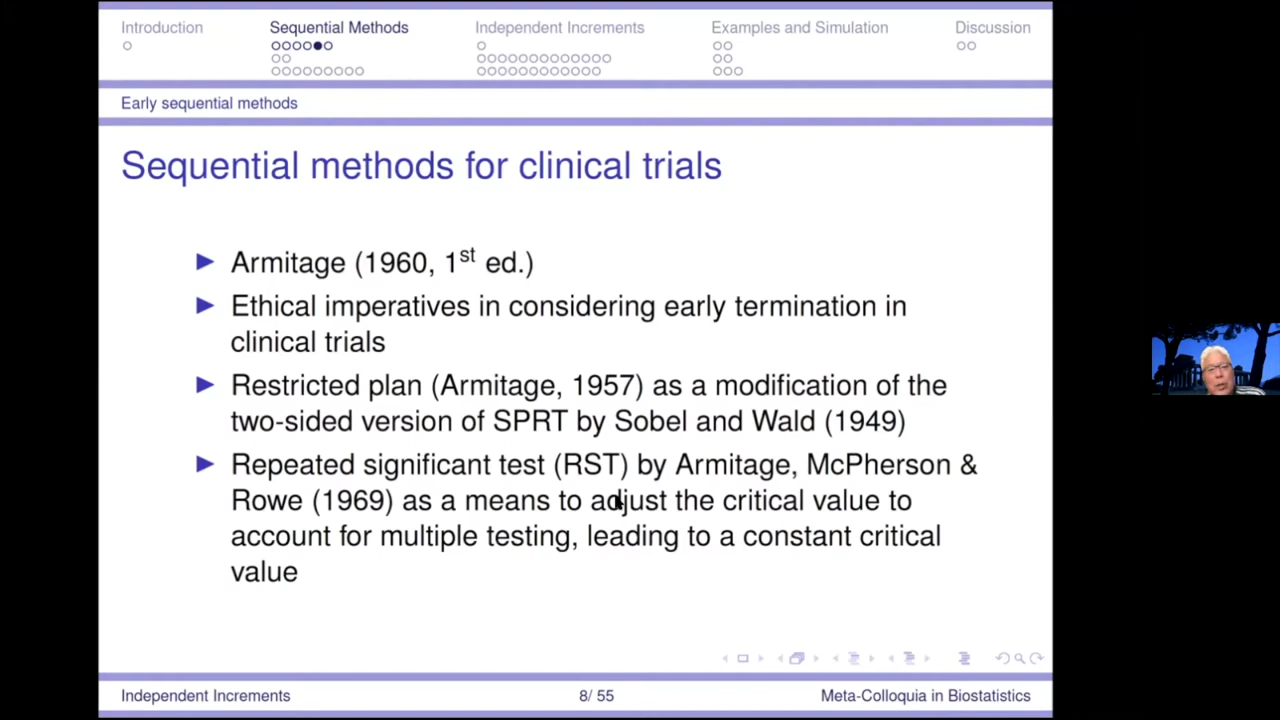 Introduction
Sequential Methods
Independent Increments
Examples and Simulation
Discussion
Early sequential methods
Sequential methods for clinical trials
Armitage (1960, 1st ed.)
Ethical imperatives in considering early termination in
clinical trials
Restricted plan (Armitage, 1957) as a modification of the
two-sided version of SPRT by Sobel and Wald (1949)
Repeated significant test (RST) by Armitage, McPherson &
Rowe (1969) as a means to adjust the critical value to
account for multiple testing, leading to a constant critical
value
Independent Increments
8/ 55
Meta-Colloquia in Biostatistics